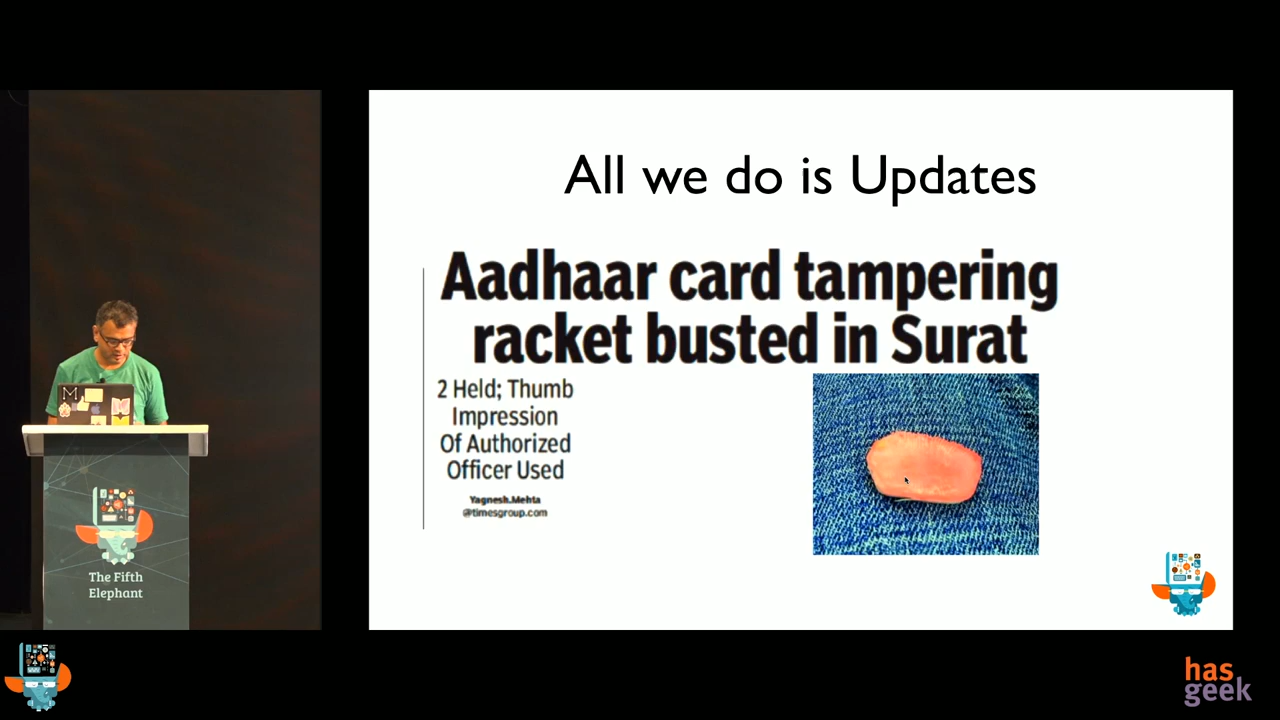 All we do is Updates
Aadhaar card tampering
racket busted in Surat
2 Held; Thumb
Impression
Of Authorized
Officer Used
Yagnesh.Mehta
@timesgroup.com
M
The Fifth
Elephant
has
geek